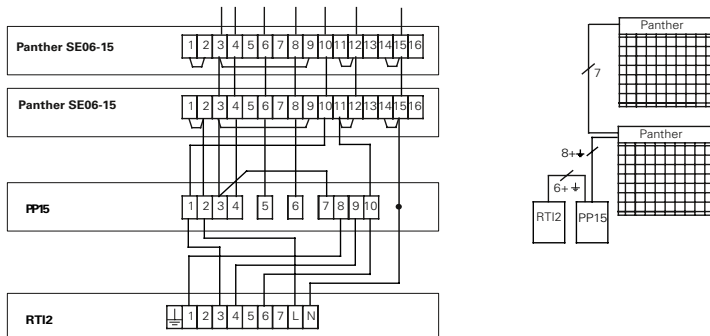 Panther SE06-15 1 2 3 4 5 6 7 8 9 10 11 12 13 14 15 16
Panther SE06-15 1 2 3 4 5 6 7 8 9 10 11 12 13 14 15 16
PP15 1 2 3 4 5 6 7 8 9 10
RTI2 1 2 3 4 5 6 7 L N
Panther
7
Panther
8+
6+
RTI2 PP15